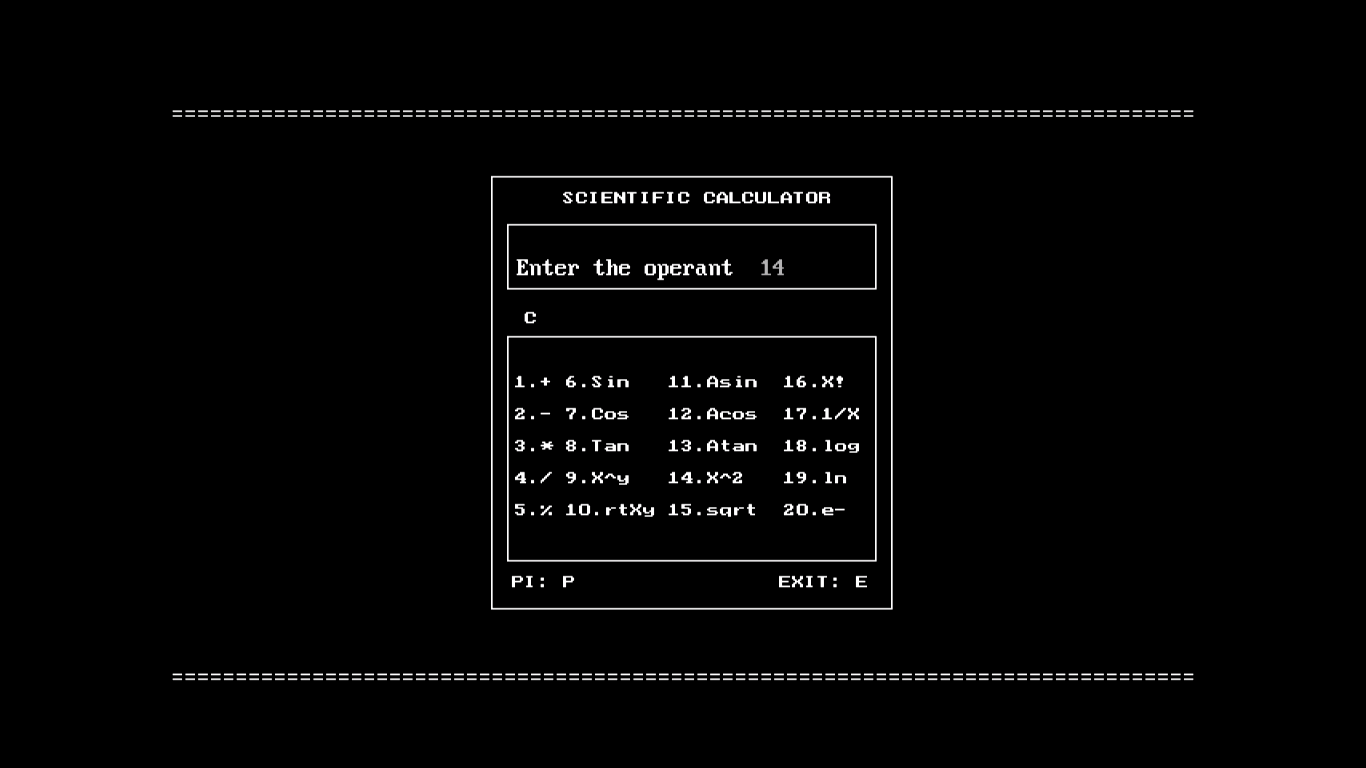 ================================================================================
SCIENTIFIC CALCULATOR
Enter the operant 14
C
1.+ 6.Sin 11.Asin 16.X!
2.- 7.Cos 12.Acos 17.1/X
3.* 8.Tan 13.Atan 18.log
4./ 9.X^y 14.X^2 19.ln
5.% 10.rtXy 15.sqrt 20.e-
PI: P EXIT: E
================================================================================